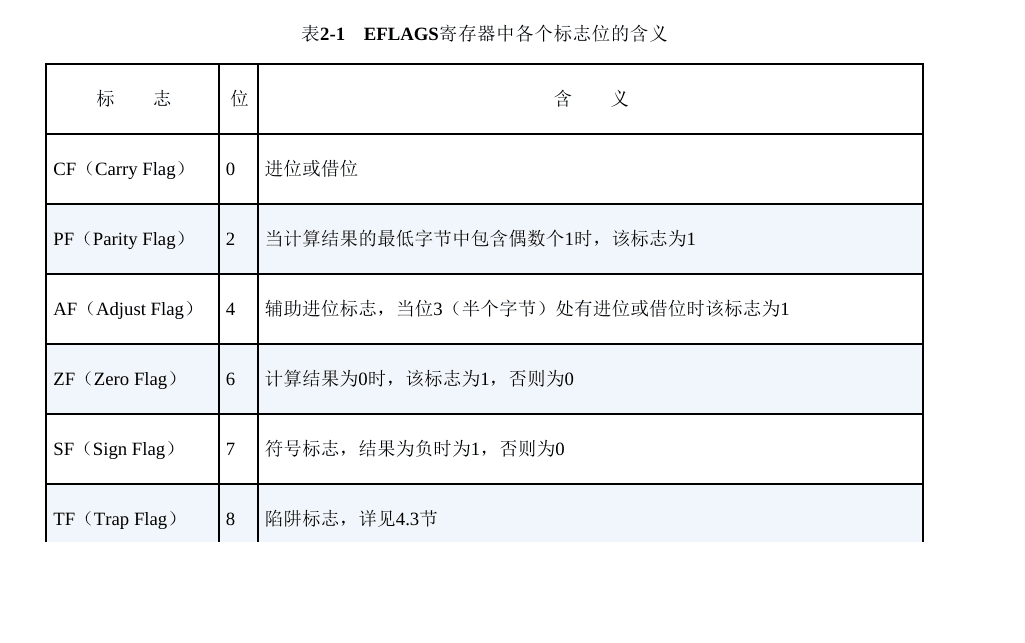 表2-1 EFLAGS寄存器中各个标志位的含义
标 志 位 含 义
CF（Carry Flag） 0 进位或借位
PF（Parity Flag） 2 当计算结果的最低字节中包含偶数个1时，该标志为1
AF（Adjust Flag） 4 辅助进位标志，当位3（半个字节）处有进位或借位时该标志为1
ZF（Zero Flag） 6 计算结果为0时，该标志为1，否则为0
SF（Sign Flag） 7 符号标志，结果为负时为1，否则为0
TF（Trap Flag） 8 陷阱标志，详见4.3节